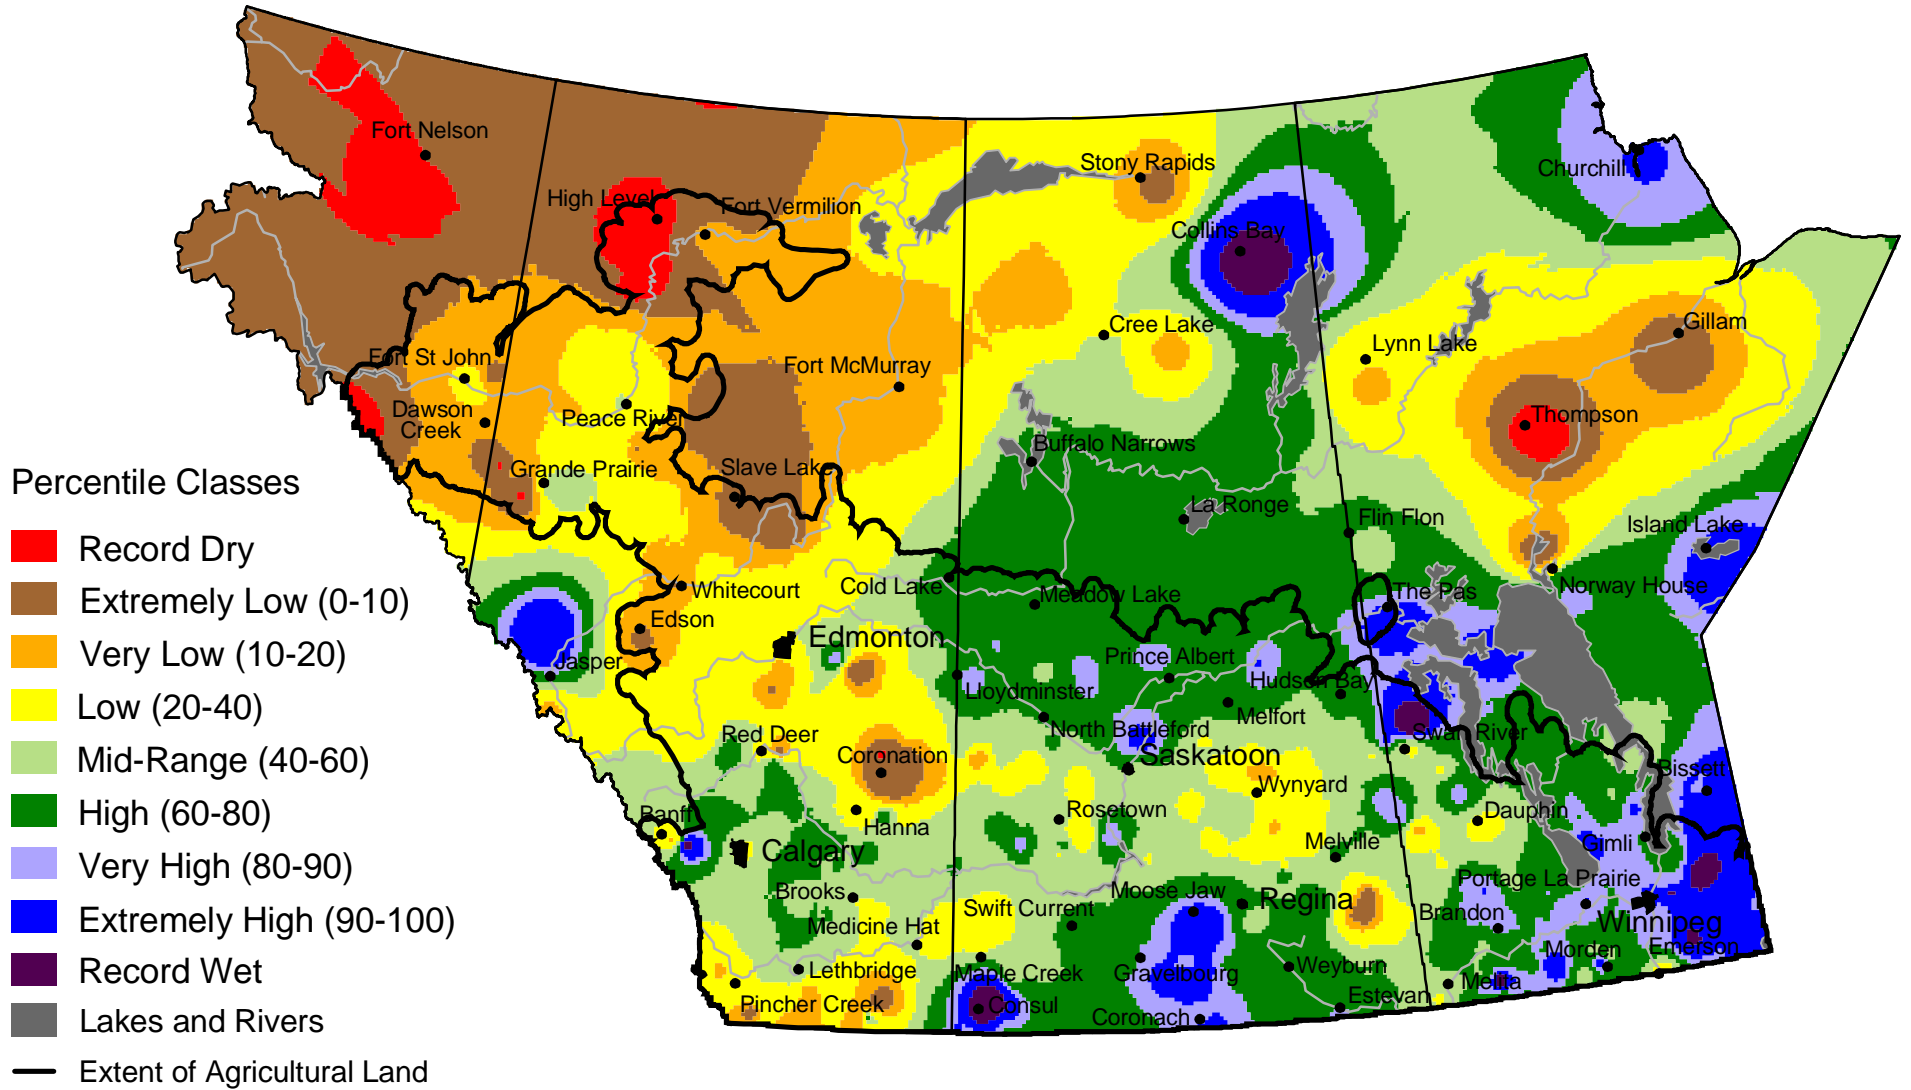 Fort Nelson
High Level
Fort Vermilion
Stony Rapids
Churchill
Collins Bay
Fort St John
Fort McMurray
Cree Lake
Lynn Lake
Gillam
Dawson
Creek
Peace River
Thompson
Buffalo Narrows
Grande Prairie
Slave Lake
La Ronge
Flin Flon
Island Lake
Whitecourt
Cold Lake
Meadow Lake
The Pas
Norway House
Edson
Edmonton
Jasper
Prince Albert
Lloydminster
Hudson Bay
Melfort
North Battleford
Red Deer
Swan River
Coronation
Saskatoon
Bissett
Wynyard
Banff
Hanna
Rosetown
Dauphin
Calgary
Melville
Gimli
Brooks
Moose Jaw
Regina
Portage La Prairie
Swift Current
Brandon
Winnipeg
Medicine Hat
Morden
Emerson
Lethbridge
Maple Creek
Gravelbourg
Weyburn
Melita
Pincher Creek
Consul
Coronach
Estevan
Percentile Classes
Record Dry
Extremely Low (0-10)
Very Low (10-20)
Low (20-40)
Mid-Range (40-60)
High (60-80)
Very High (80-90)
Extremely High (90-100)
Record Wet
Lakes and Rivers
Extent of Agricultural Land